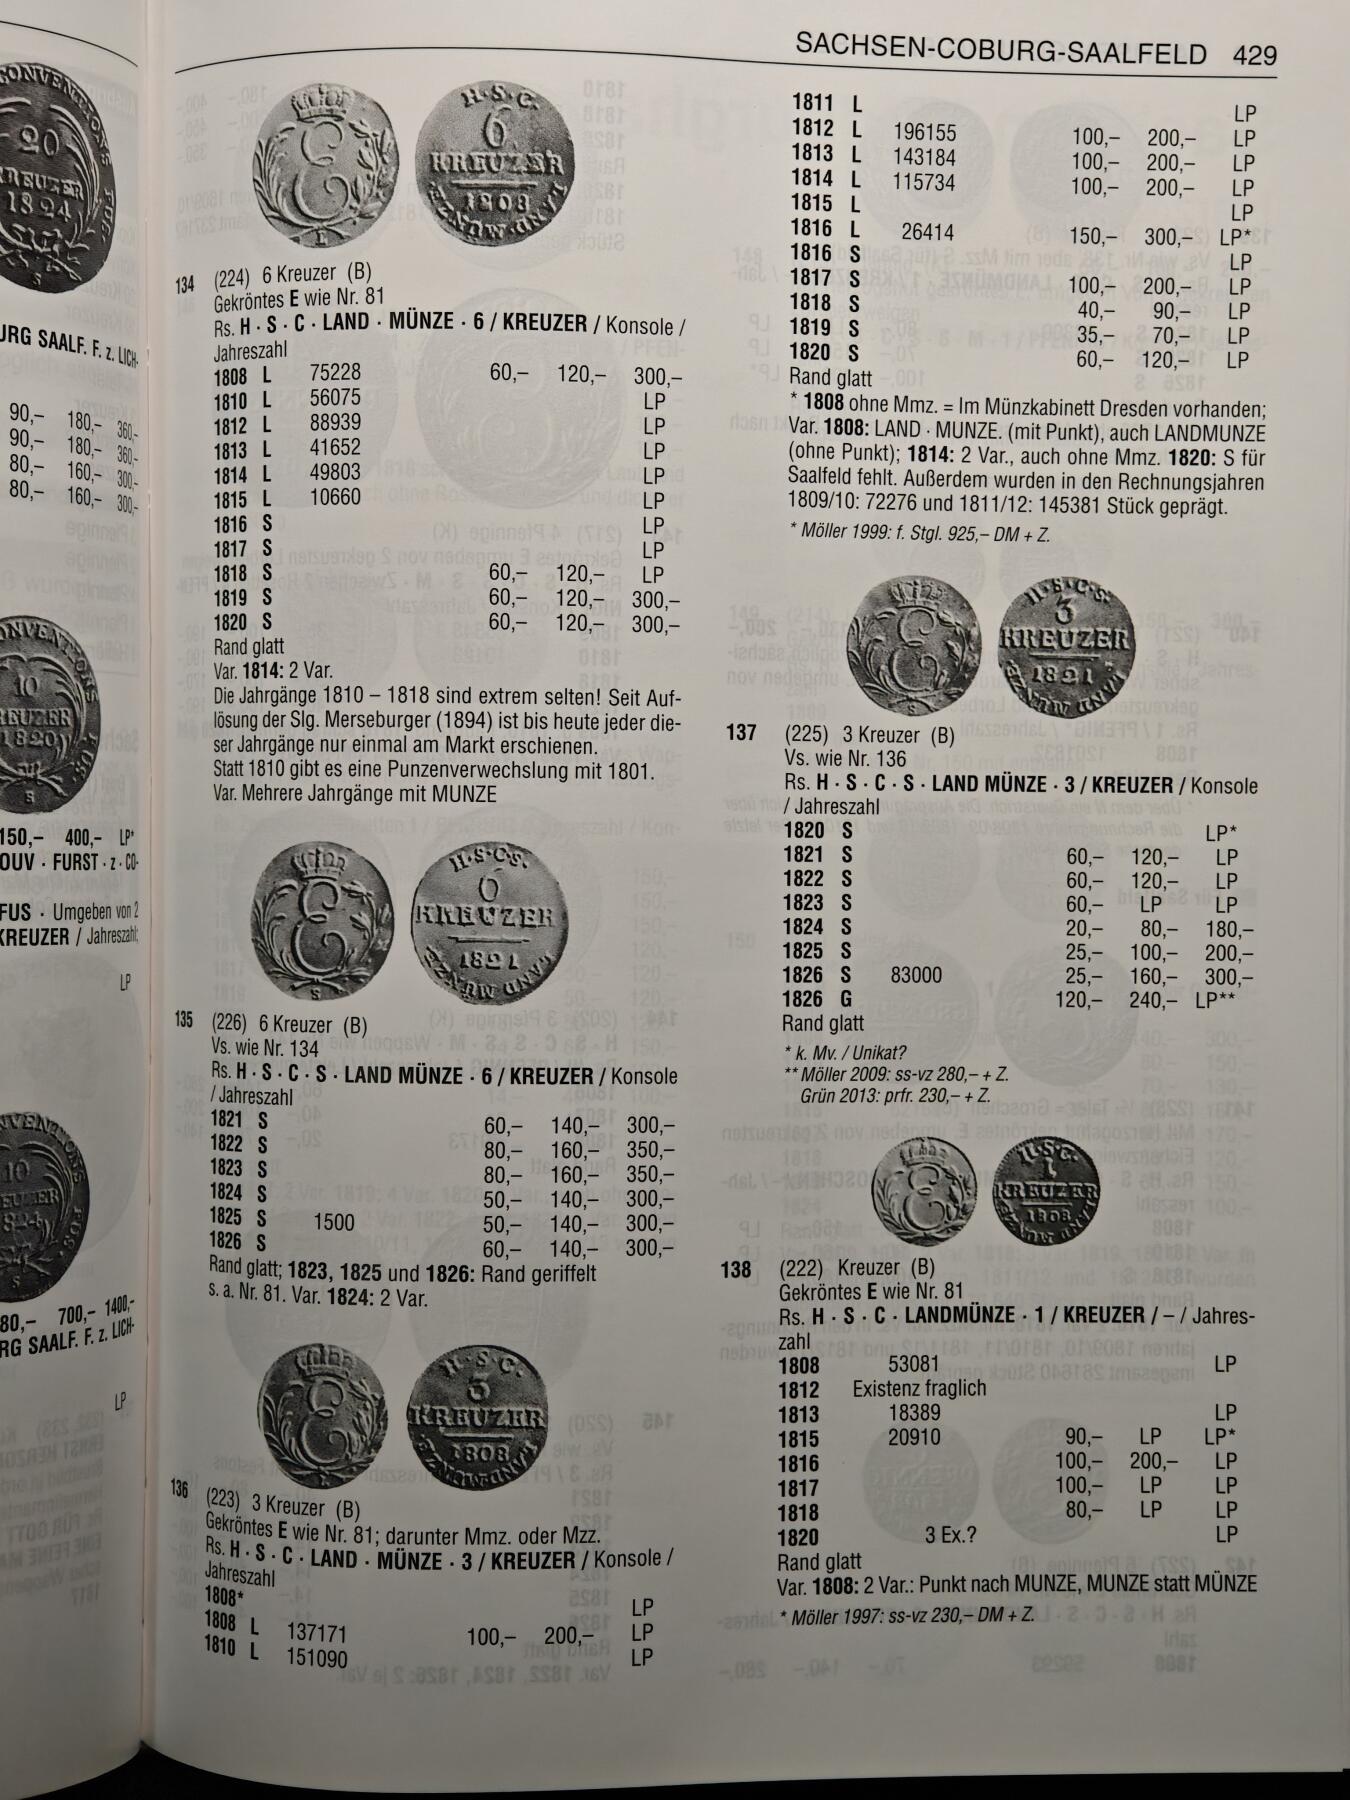 SACHSEN-COBURG-SAALFELD 429
134 (224) 6 Kreuzer (B)
Gekröntes E wie Nr. 81
Rs. H · S · C · LAND · MÜNZE · 6 / KREUZER / Konsole /
Jahreszahl
1808 L 75228 60,– 120,– 300,–
1810 L 56075 LP
1812 L 88939 LP
1813 L 41652 LP
1814 L 49803 LP
1815 L 10660 LP
1816 S LP
1817 S LP
1818 S 60,– 120,– LP
1819 S 60,– 120,– 300,–
1820 S 60,– 120,– 300,–
Rand glatt
Var. 1814: 2 Var.
Die Jahrgänge 1810 – 1818 sind extrem selten! Seit Auf-
lösung der Slg. Merseburger (1894) ist bis heute jeder die-
ser Jahrgänge nur einmal am Markt erschienen.
Statt 1810 gibt es eine Punzenverwechslung mit 1801.
Var. Mehrere Jahrgänge mit MUNZE
135 (226) 6 Kreuzer (B)
Vs. wie Nr. 134
Rs. H · S · C · S · LAND MÜNZE · 6 / KREUZER / Konsole
/ Jahreszahl
1821 S 60,– 140,– 300,–
1822 S 80,– 160,– 350,–
1823 S 80,– 160,– 350,–
1824 S 50,– 140,– 300,–
1825 S 1500 50,– 140,– 300,–
1826 S 60,– 140,– 300,–
Rand glatt; 1823, 1825 und 1826: Rand geriffelt
s. a. Nr. 81. Var. 1824: 2 Var.
136 (223) 3 Kreuzer (B)
Gekröntes E wie Nr. 81; darunter Mmz. oder Mzz.
Rs. H · S · C · LAND · MÜNZE · 3 / KREUZER / Konsole /
Jahreszahl
1808* LP
1808 L 137171 100,– 200,– LP
1810 L 151090 LP
1811 L LP
1812 L 196155 100,– 200,– LP
1813 L 143184 100,– 200,– LP
1814 L 115734 100,– 200,– LP
1815 L LP
1816 L 26414 150,– 300,– LP*
1816 S LP
1817 S 100,– 200,– LP
1818 S 40,– 90,– LP
1819 S 35,– 70,– LP
1820 S 60,– 120,– LP
Rand glatt
* 1808 ohne Mmz. = Im Münzkabinett Dresden vorhanden;
Var. 1808: LAND · MUNZE. (mit Punkt), auch LANDMUNZE
(ohne Punkt); 1814: 2 Var., auch ohne Mmz. 1820: S für
Saalfeld fehlt. Außerdem wurden in den Rechnungsjahren
1809/10: 72276 und 1811/12: 145381 Stück geprägt.
* Möller 1999: f. Stgl. 925,– DM + Z.
137 (225) 3 Kreuzer (B)
Vs. wie Nr. 136
Rs. H · S · C · S · LAND MÜNZE · 3 / KREUZER / Konsole
/ Jahreszahl
1820 S LP*
1821 S 60,– 120,– LP
1822 S 60,– 120,– LP
1823 S 60,– LP LP
1824 S 20,– 80,– 180,–
1825 S 25,– 100,– 200,–
1826 S 83000 25,– 160,– 300,–
1826 G 120,– 240,– LP**
Rand glatt
* k. Mv. / Unikat?
** Möller 2009: ss-vz 280,– + Z.
Grün 2013: prfr. 230,– + Z.
138 (222) Kreuzer (B)
Gekröntes E wie Nr. 81
Rs. H · S · C · LANDMÜNZE · 1 / KREUZER / – / Jahres-
zahl
1808 53081 LP
1812 Existenz fraglich
1813 18389 LP
1815 20910 90,– LP LP*
1816 100,– 200,– LP
1817 100,– LP LP
1818 80,– LP LP
1820 3 Ex.? LP
Rand glatt
Var. 1808: 2 Var.: Punkt nach MUNZE, MUNZE statt MÜNZE
* Möller 1997: ss-vz 230,– DM + Z.